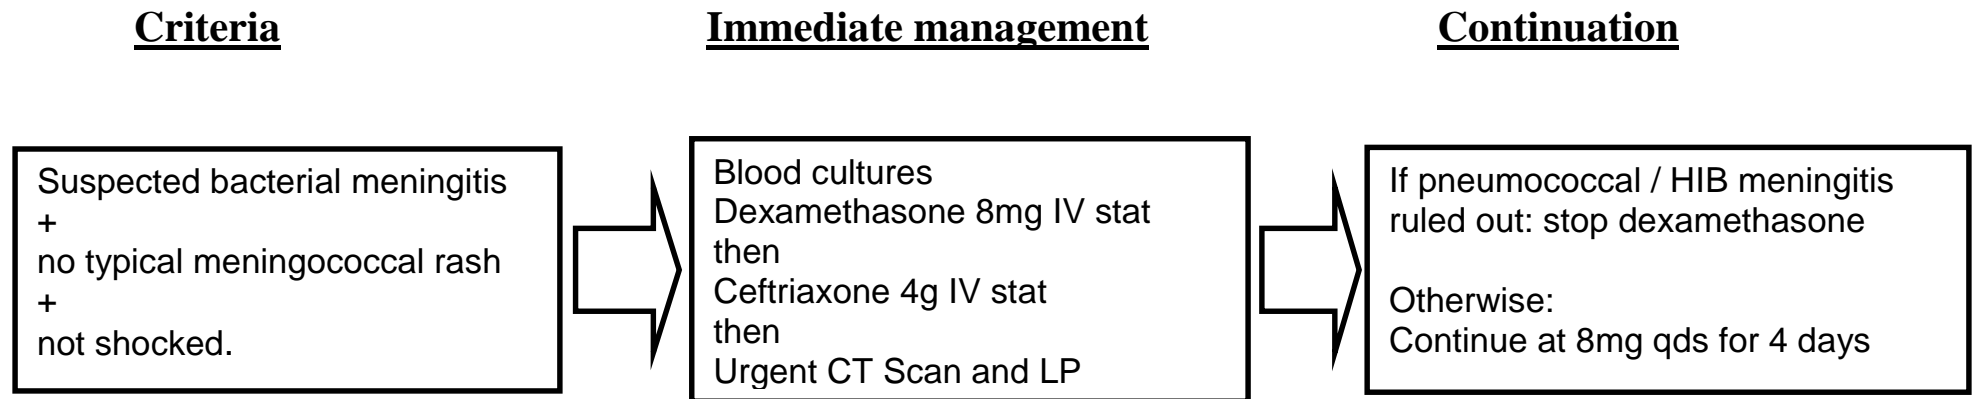 Criteria
Immediate management
Continuation
Suspected bacterial meningitis
+
no typical meningococcal rash
+
not shocked.
Blood cultures
Dexamethasone 8mg IV stat
then
Ceftriaxone 4g IV stat
then
Urgent CT Scan and LP
If pneumococcal / HIB meningitis
ruled out: stop dexamethasone
Otherwise:
Continue at 8mg qds for 4 days